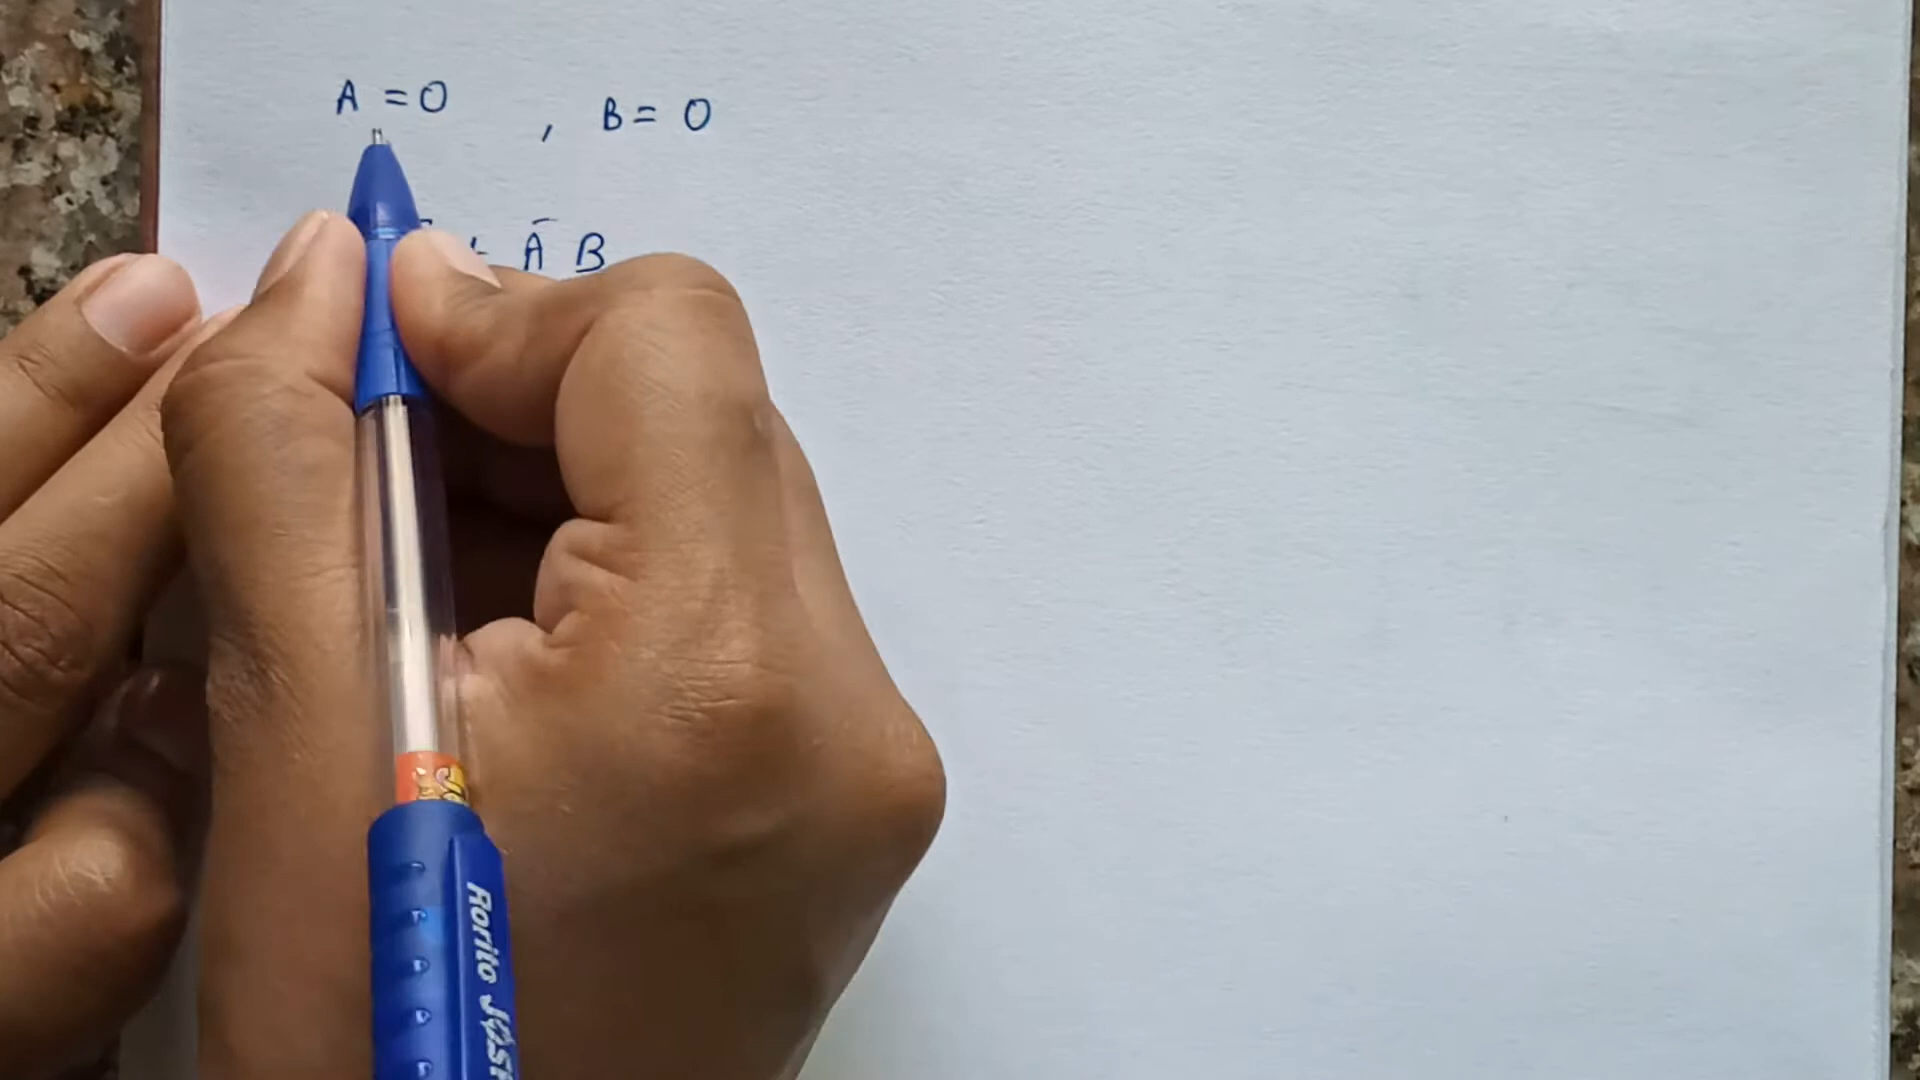 A = 0 , B = 0
+ Ā B
Rorito